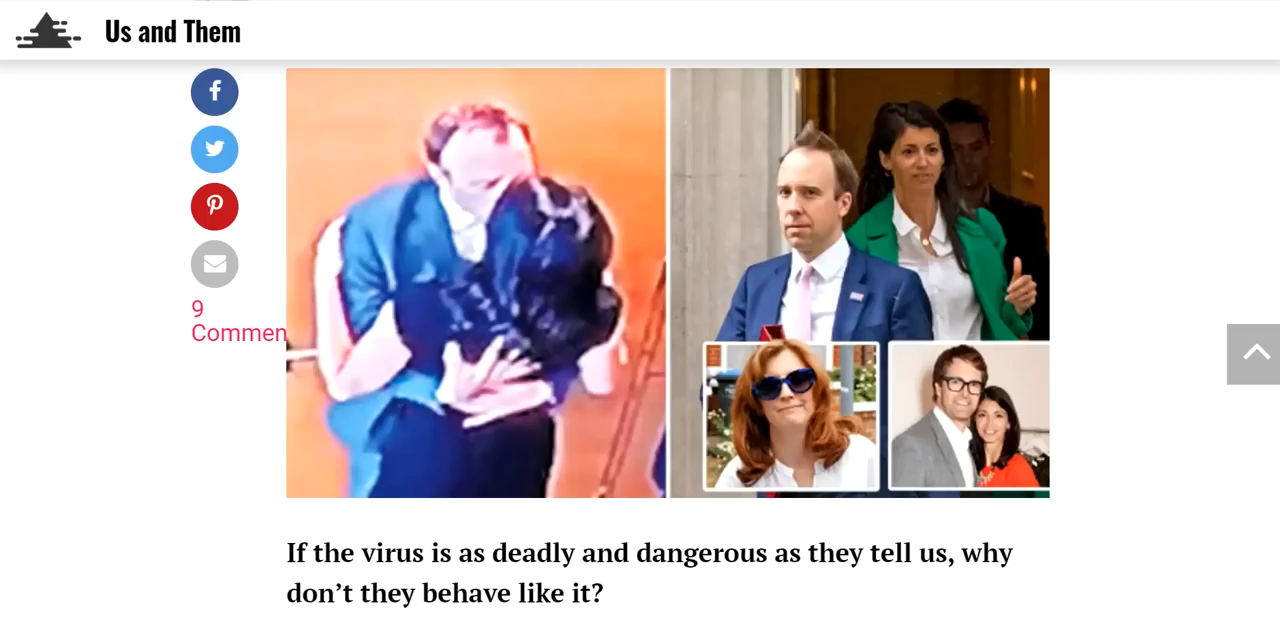 Us and Them
9
Commen
If the virus is as deadly and dangerous as they tell us, why
don’t they behave like it?